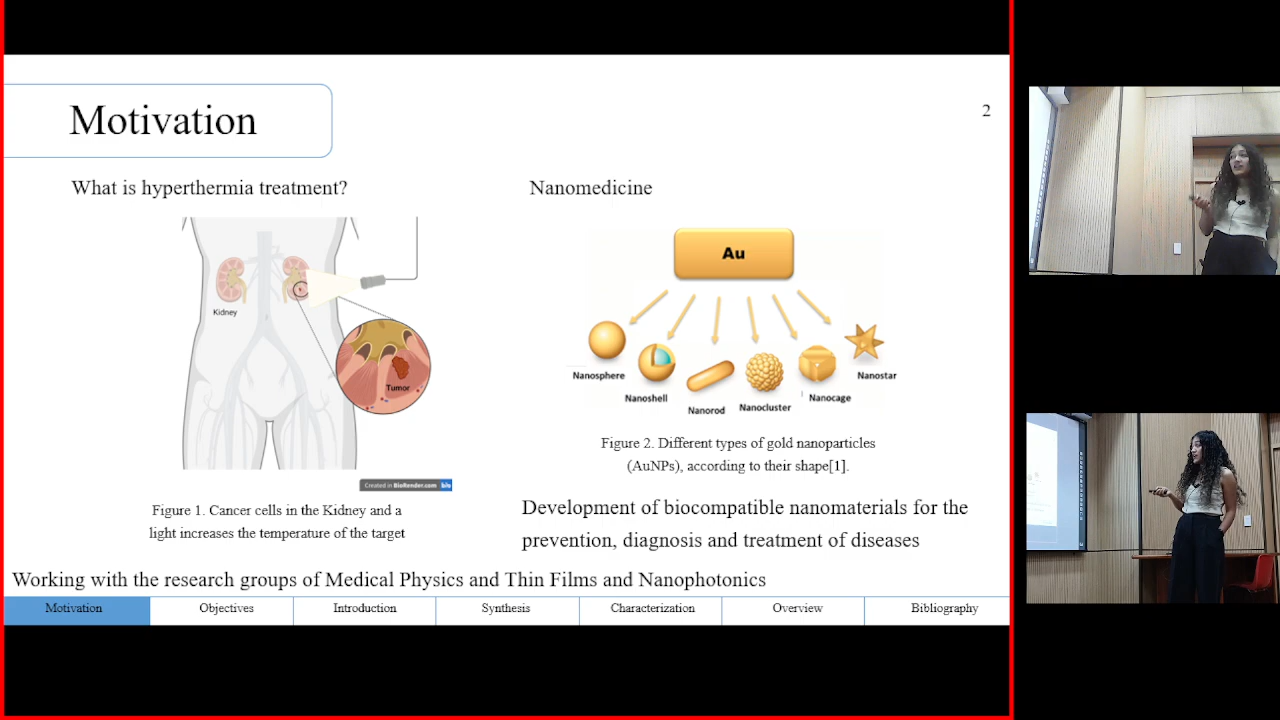 Motivation
2
What is hyperthermia treatment?
Kidney
Tumor
Created in BioRender.com
Figure 1. Cancer cells in the Kidney and a
light increases the temperature of the target
Nanomedicine
Au
Nanosphere
Nanoshell
Nanorod
Nanocluster
Nanocage
Nanostar
Figure 2. Different types of gold nanoparticles
(AuNPs), according to their shape[1].
Development of biocompatible nanomaterials for the
prevention, diagnosis and treatment of diseases
Working with the research groups of Medical Physics and Thin Films and Nanophotonics
Motivation Objectives Introduction Synthesis Characterization Overview Bibliography